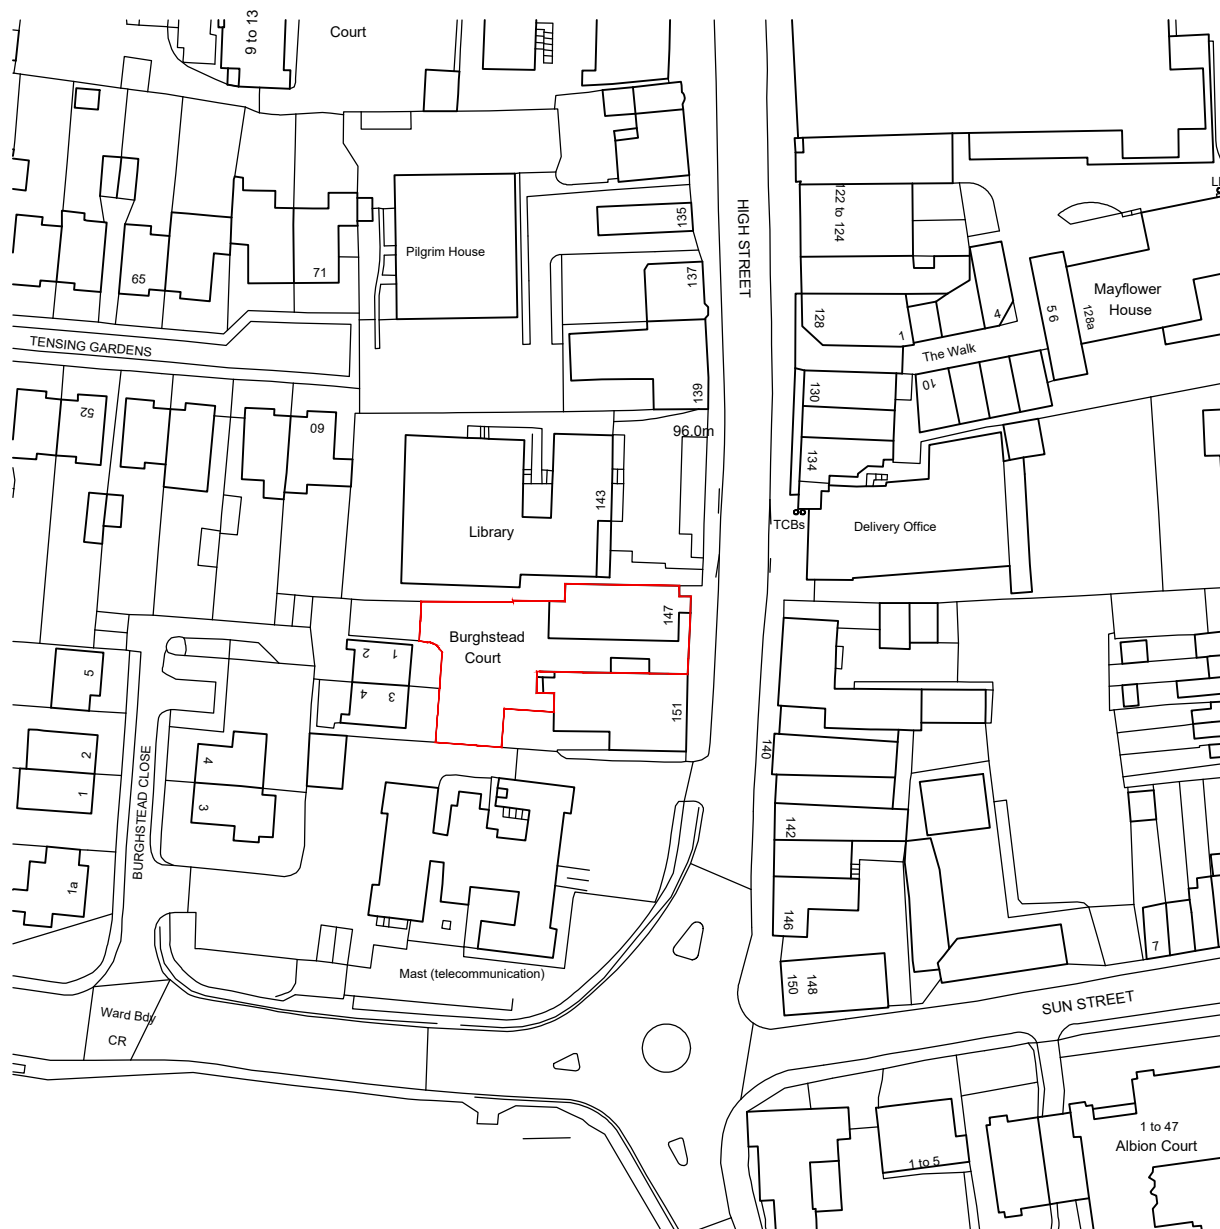 9 to 13
Court
LB
135
HIGH STREET
122 to 124
Pilgrim House
65
71
137
128
1
4
5 6
128a
Mayflower
House
TENSING GARDENS
The Walk
139
130
10
52
60
96.0m
134
143
Library
TCBs
Delivery Office
147
Burghstead
Court
1
2
3
4
5
151
140
2
1
BURGHSTEAD CLOSE
4
3
142
1a
146
7
Mast (telecommunication)
150
148
SUN STREET
Ward Bdy
CR
1 to 47
Albion Court
1 to 5